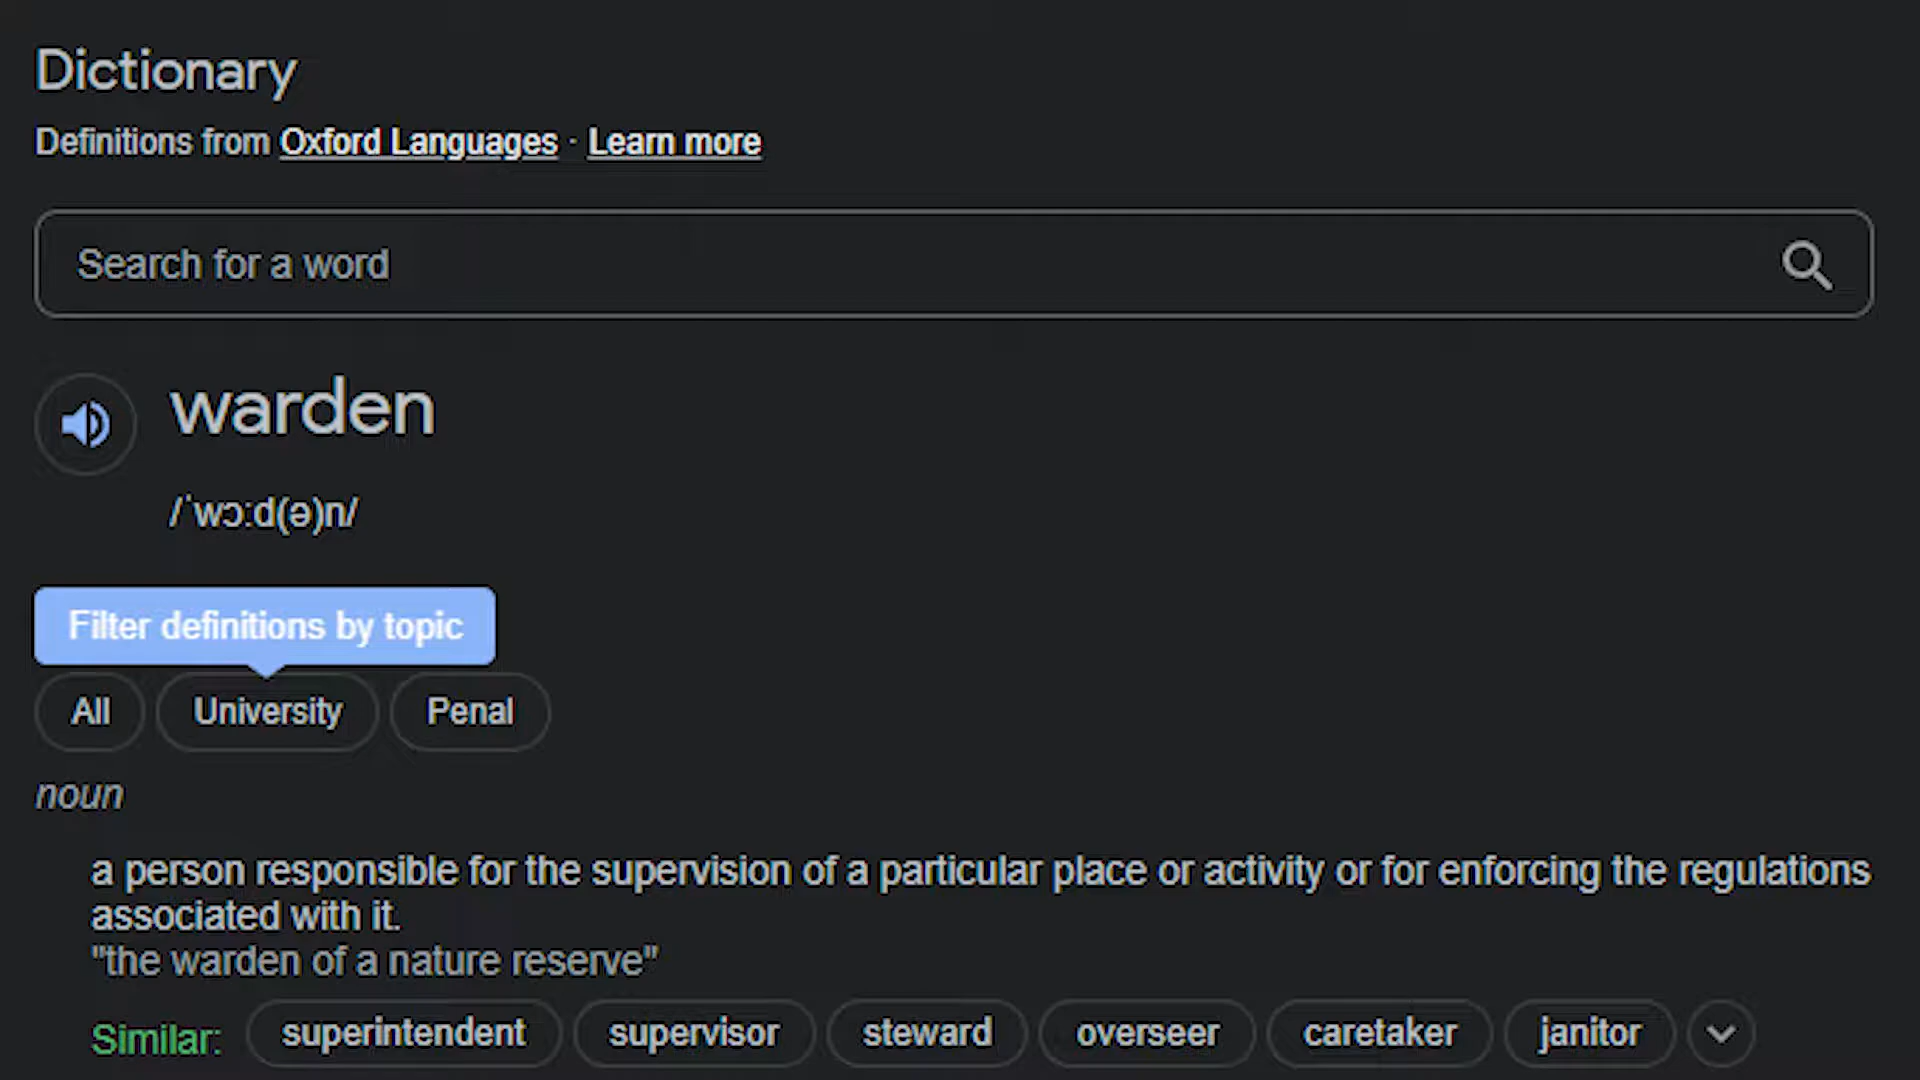 Dictionary
Definitions from Oxford Languages · Learn more
Search for a word
warden
/ˈwɔːd(ə)n/
Filter definitions by topic
All University Penal
noun
a person responsible for the supervision of a particular place or activity or for enforcing the regulations
associated with it.
"the warden of a nature reserve"
Similar: superintendent supervisor steward overseer caretaker janitor